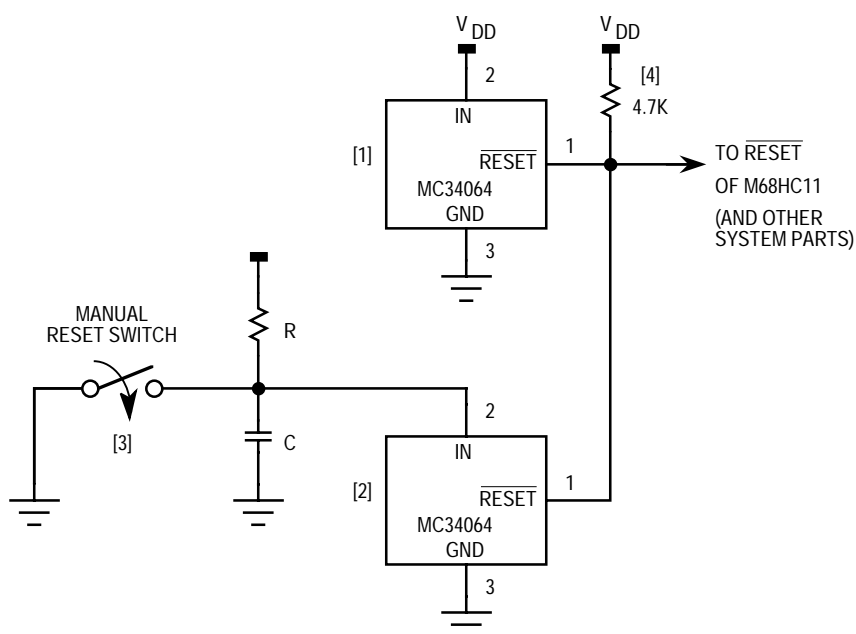 V DD
V DD
2
[4]
4.7K
IN
[1]
RESET
1
TO RESET
OF M68HC11
(AND OTHER
SYSTEM PARTS)
MC34064
GND
3
MANUAL
RESET SWITCH
R
2
[3]
C
IN
[2]
RESET
1
MC34064
GND
3